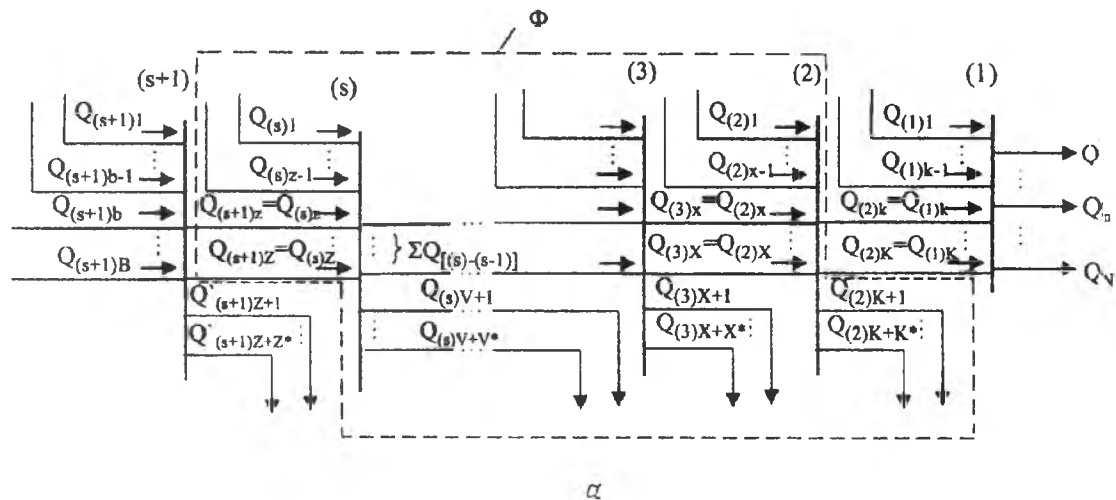 Φ
(s+1)
(s)
(3)
(2)
(1)
Q(s+1)1
Q(s)1
Q(2)1
Q(1)1
Q
Q(s+1)b-1
Q(s)z-1
Q(2)x-1
Q(1)k-1
Q(s+1)b
Q(s+1)z=Q(s)z
Q(3)x=Q(2)x
Q(2)k=Q(1)k
Q(s+1)B
Q(s+1)Z=Q(s)Z
} ΣQ[(s)-(s-1)]
Q(3)X=Q(2)X
Q(2)K=Q(1)K
QN
Q`(s+1)Z+1
Q(s)V+1
Q(3)X+1
Q(2)K+1
Q`(s+1)Z+Z*
Q(s)V+V*
Q(3)X+X*
Q(2)K+K*
a